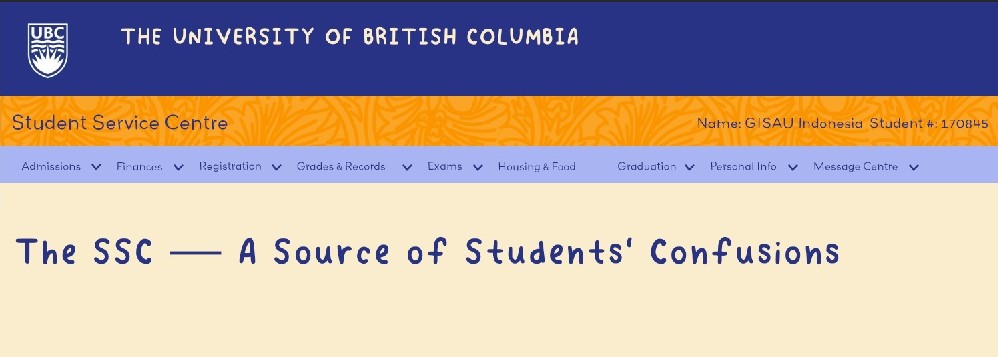 UBC
THE UNIVERSITY OF BRITISH COLUMBIA
Student Service Centre Name: GISAU Indonesia Student #: 170845
Admissions Finances Registration Grades & Records Exams Housing & Food Graduation Personal Info Message Centre
The SSC — A Source of Students' Confusions